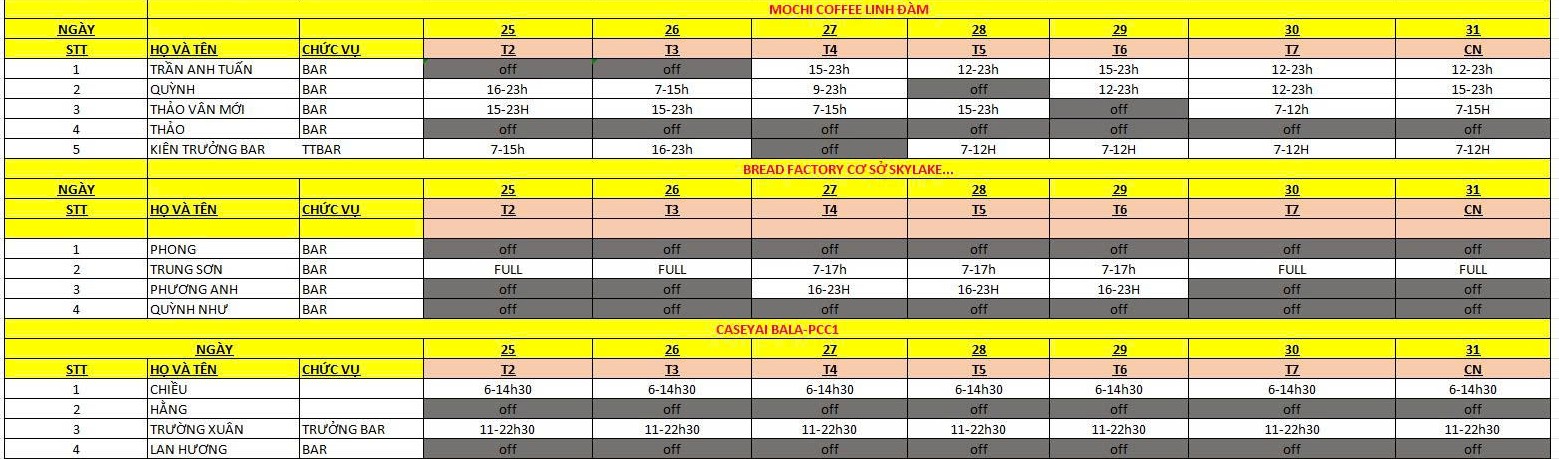 MOCHI COFFEE LINH ĐÀM
NGÀY 25 26 27 28 29 30 31
STT HỌ VÀ TÊN CHỨC VỤ T2 T3 T4 T5 T6 T7 CN
1 TRẦN ANH TUẤN BAR off off 15-23h 12-23h 15-23h 12-23h 12-23h
2 QUỲNH BAR 16-23h 7-15h 9-23h off 12-23h 12-23h 15-23h
3 THẢO VÂN MỚI BAR 15-23H 15-23h 7-15h 15-23h off 7-12h 7-15H
4 THẢO BAR off off off off off off off
5 KIÊN TRƯỞNG BAR TTBAR 7-15h 16-23h off 7-12H 7-12H 7-12H 7-12H
BREAD FACTORY CƠ SỞ SKYLAKE...
NGÀY 25 26 27 28 29 30 31
STT HỌ VÀ TÊN CHỨC VỤ T2 T3 T4 T5 T6 T7 CN
1 PHONG BAR off off off off off off off
2 TRUNG SƠN BAR FULL FULL 7-17h 7-17h 7-17h FULL FULL
3 PHƯƠNG ANH BAR off off 16-23H 16-23H 16-23H off off
4 QUỲNH NHƯ BAR off off off off off off off
CASEYAI BALA-PCC1
NGÀY 25 26 27 28 29 30 31
STT HỌ VÀ TÊN CHỨC VỤ T2 T3 T4 T5 T6 T7 CN
1 CHIỀU 6-14h30 6-14h30 6-14h30 6-14h30 6-14h30 6-14h30 6-14h30
2 HẰNG off off off off off off off
3 TRƯỜNG XUÂN TRƯỞNG BAR 11-22h30 11-22h30 11-22h30 11-22h30 11-22h30 11-22h30 11-22h30
4 LAN HƯƠNG BAR off off off off off off off